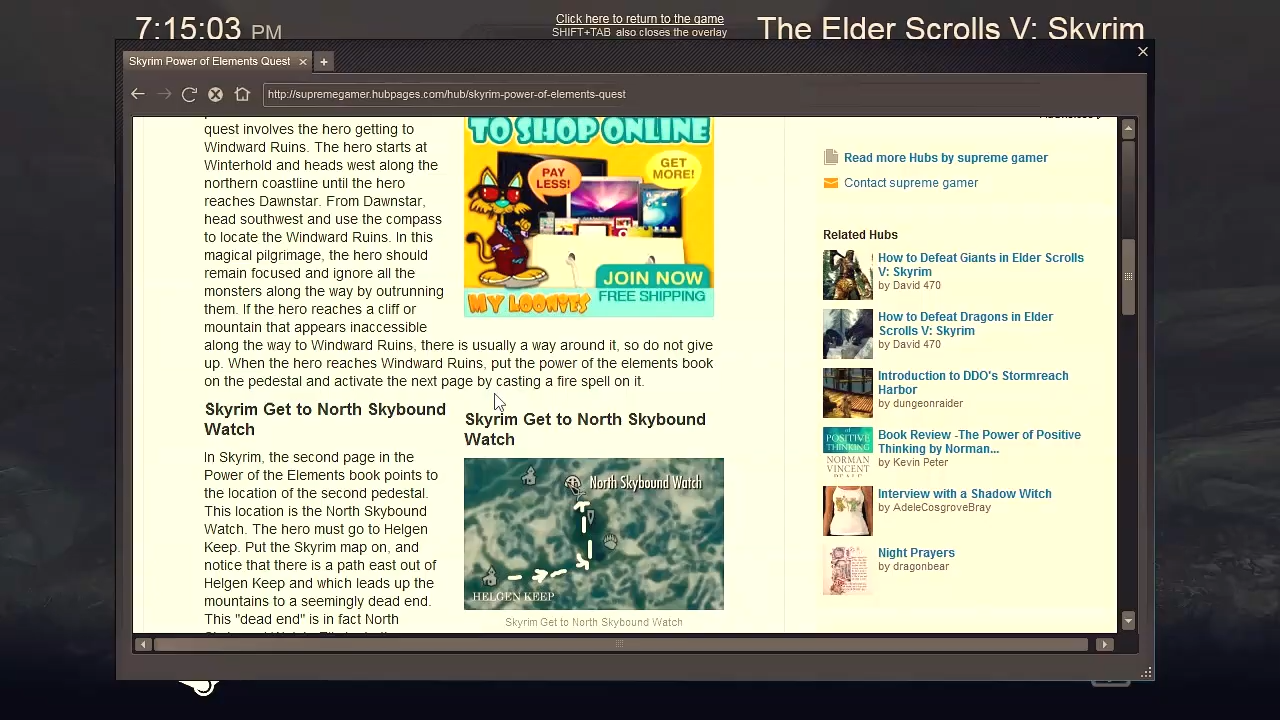 7:15:03 PM
Click here to return to the game
SHIFT+TAB also closes the overlay
The Elder Scrolls V: Skyrim
Skyrim Power of Elements Quest
http://supremegamer.hubpages.com/hub/skyrim-power-of-elements-quest
quest involves the hero getting to
Windward Ruins. The hero starts at
Winterhold and heads west along the
northern coastline until the hero
reaches Dawnstar. From Dawnstar,
head southwest and use the compass
to locate the Windward Ruins. In this
magical pilgrimage, the hero should
remain focused and ignore all the
monsters along the way by outrunning
them. If the hero reaches a cliff or
mountain that appears inaccessible
along the way to Windward Ruins, there is usually a way around it, so do not give
up. When the hero reaches Windward Ruins, put the power of the elements book
on the pedestal and activate the next page by casting a fire spell on it.
TO SHOP ONLINE
PAY
LESS!
GET
MORE!
JOIN NOW
MY LOONVES
FREE SHIPPING
Skyrim Get to North Skybound
Watch
In Skyrim, the second page in the
Power of the Elements book points to
the location of the second pedestal.
This location is the North Skybound
Watch. The hero must go to Helgen
Keep. Put the Skyrim map on, and
notice that there is a path east out of
Helgen Keep and which leads up the
mountains to a seemingly dead end.
This "dead end" is in fact North
Skyrim Get to North Skybound
Watch
North Skybound Watch
HELGEN KEEP
Skyrim Get to North Skybound Watch
Read more Hubs by supreme gamer
Contact supreme gamer
Related Hubs
How to Defeat Giants in Elder Scrolls
V: Skyrim
by David 470
How to Defeat Dragons in Elder
Scrolls V: Skyrim
by David 470
Introduction to DDO's Stormreach
Harbor
by dungeonraider
of
POSITIVE
THINKING
NORMAN
VINCENT
Book Review -The Power of Positive
Thinking by Norman...
by Kevin Peter
Interview with a Shadow Witch
by AdeleCosgroveBray
Night Prayers
by dragonbear